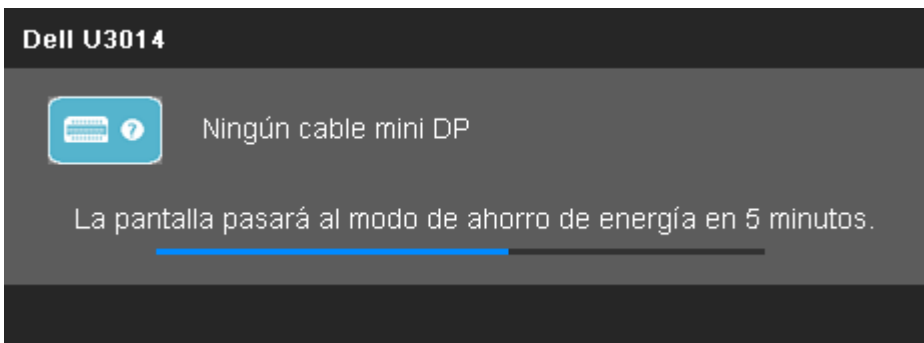 Dell U3014
Ningún cable mini DP
La pantalla pasará al modo de ahorro de energía en 5 minutos.